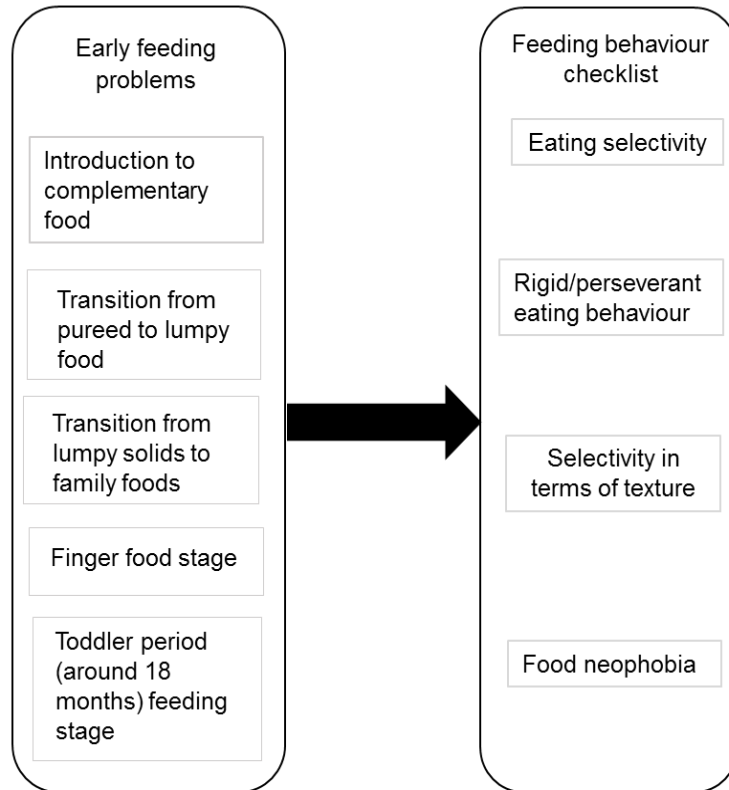 Early feeding
problems
Introduction to
complementary
food
Transition from
pureed to lumpy
food
Transition from
lumpy solids to
family foods
Finger food stage
Toddler period
(around 18
months) feeding
stage
Feeding behaviour
checklist
Eating selectivity
Rigid/perseverant
eating behaviour
Selectivity in
terms of texture
Food neophobia